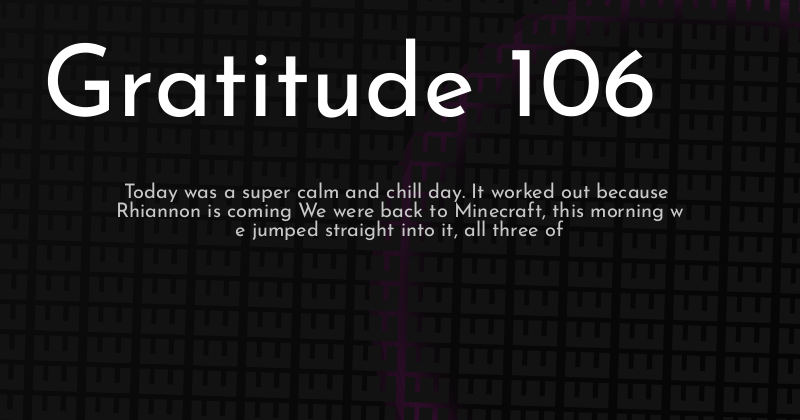 Gratitude 106
Today was a super calm and chill day. It worked out because
Rhiannon is coming We were back to Minecraft, this morning w
e jumped straight into it, all three of